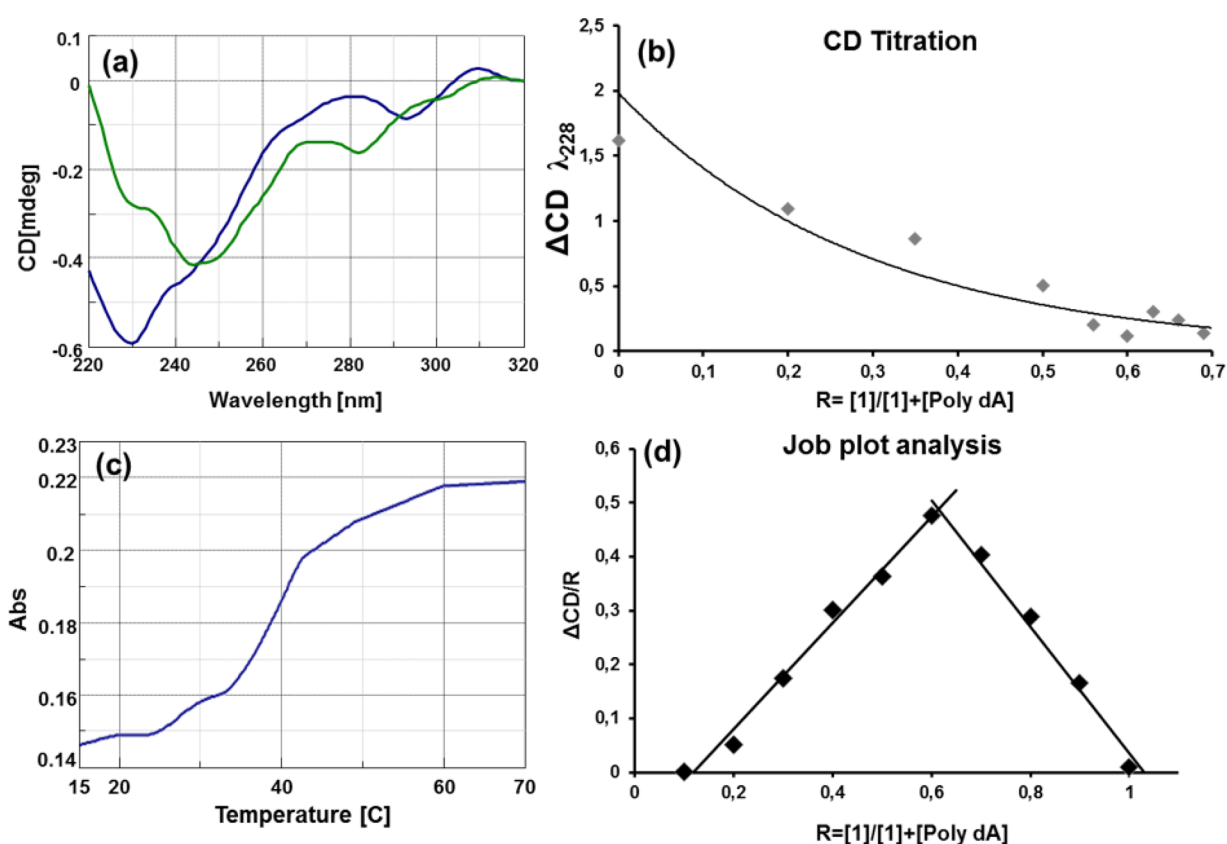 (a)
0.1
0
-0.2
-0.4
-0.6
CD[mdeg]
220 240 260 280 300 320
Wavelength [nm]
(b)
CD Titration
2,5
2
1,5
1
0,5
0
ΔCD λ228
0 0,1 0,2 0,3 0,4 0,5 0,6 0,7
R= [1]/[1]+[Poly dA]
(c)
0.23
0.22
0.2
0.18
0.16
0.14
Abs
15 20 40 60 70
Temperature [C]
(d)
Job plot analysis
0,6
0,5
0,4
0,3
0,2
0,1
0
ΔCD/R
0 0,2 0,4 0,6 0,8 1
R=[1]/[1]+[Poly dA]